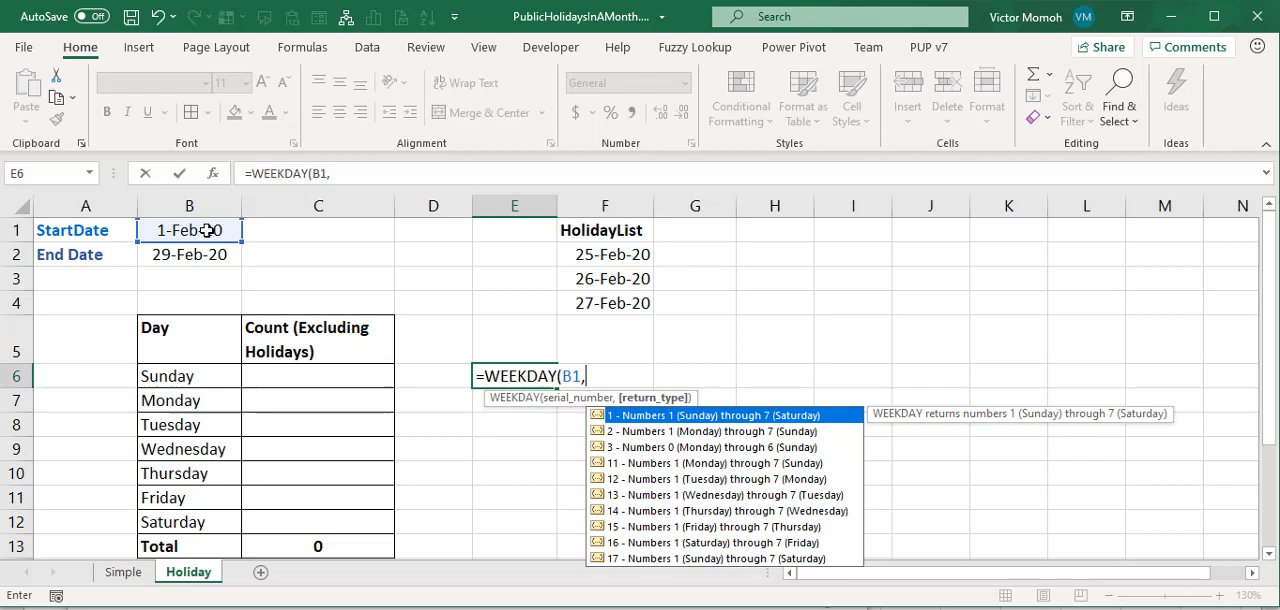 AutoSave Off PublicHolidaysInAMonth.... Search Victor Momoh VM
File Home Insert Page Layout Formulas Data Review View Developer Help Fuzzy Lookup Power Pivot Team PUP v7 Share Comments
Paste 11 A A Wrap Text General Conditional Format as Cell Insert Delete Format Sort & Find & Ideas
B I U A Merge & Center $ % , Formatting Table Styles Filter Select
Clipboard Font Alignment Number Styles Cells Editing Ideas
E6 fx =WEEKDAY(B1,
A B C D E F G H I J K L M N
1 StartDate 1-Feb-20 HolidayList
2 End Date 29-Feb-20 25-Feb-20
3 26-Feb-20
4 27-Feb-20
Day Count (Excluding
5 Holidays)
6 Sunday =WEEKDAY(B1,
7 Monday WEEKDAY(serial_number, [return_type])
8 Tuesday 1 - Numbers 1 (Sunday) through 7 (Saturday) WEEKDAY returns numbers 1 (Sunday) through 7 (Saturday)
2 - Numbers 1 (Monday) through 7 (Sunday)
9 Wednesday 3 - Numbers 0 (Monday) through 6 (Sunday)
11 - Numbers 1 (Monday) through 7 (Sunday)
10 Thursday 12 - Numbers 1 (Tuesday) through 7 (Monday)
11 Friday 13 - Numbers 1 (Wednesday) through 7 (Tuesday)
14 - Numbers 1 (Thursday) through 7 (Wednesday)
12 Saturday 15 - Numbers 1 (Friday) through 7 (Thursday)
13 Total 0 16 - Numbers 1 (Saturday) through 7 (Friday)
17 - Numbers 1 (Sunday) through 7 (Saturday)
Simple Holiday
Enter 130%